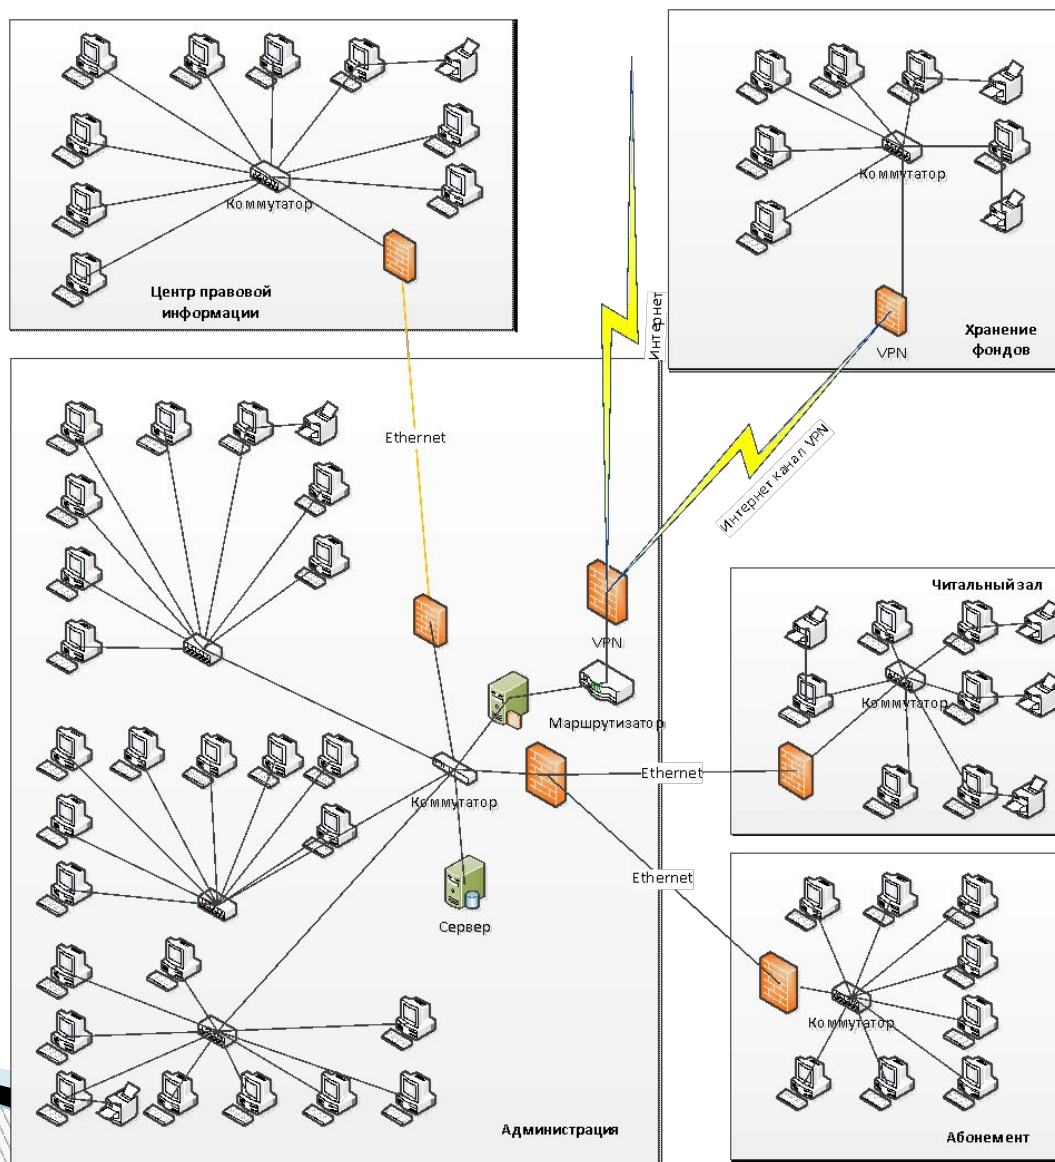 Коммутатор
Центр правовой
информации
Коммутатор
VPN
Хранение
фондов
Интернет
Интернет канал VPN
Ethernet
VPN
Маршрутизатор
Коммутатор
Сервер
Администрация
Ethernet
Ethernet
Читальный зал
Коммутатор
Коммутатор
Абонемент